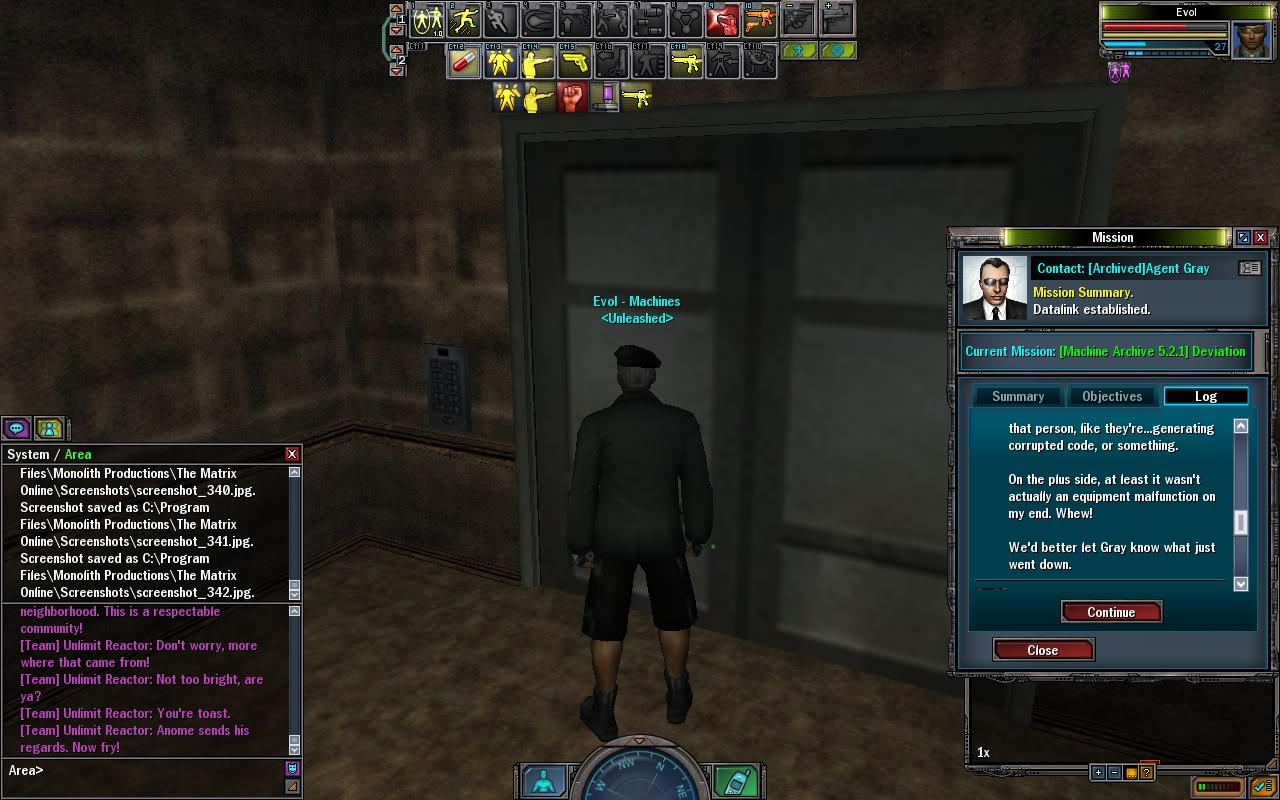 1
2
1.0
Evol
27
Evol - Machines
<Unleashed>
Mission
Contact: [Archived]Agent Gray
Mission Summary.
Datalink established.
Current Mission: [Machine Archive 5.2.1] Deviation
Summary
Objectives
Log
that person, like they're...generating
corrupted code, or something.
On the plus side, at least it wasn't
actually an equipment malfunction on
my end. Whew!
We'd better let Gray know what just
went down.
Continue
Close
1x
System / Area
Files\Monolith Productions\The Matrix
Online\Screenshots\screenshot_340.jpg.
Screenshot saved as C:\Program
Files\Monolith Productions\The Matrix
Online\Screenshots\screenshot_341.jpg.
Screenshot saved as C:\Program
Files\Monolith Productions\The Matrix
Online\Screenshots\screenshot_342.jpg.
neighborhood. This is a respectable
community!
[Team] Unlimit Reactor: Don't worry, more
where that came from!
[Team] Unlimit Reactor: Not too bright, are
ya?
[Team] Unlimit Reactor: You're toast.
[Team] Unlimit Reactor: Anome sends his
regards. Now fry!
Area>
W
NW
N
NE